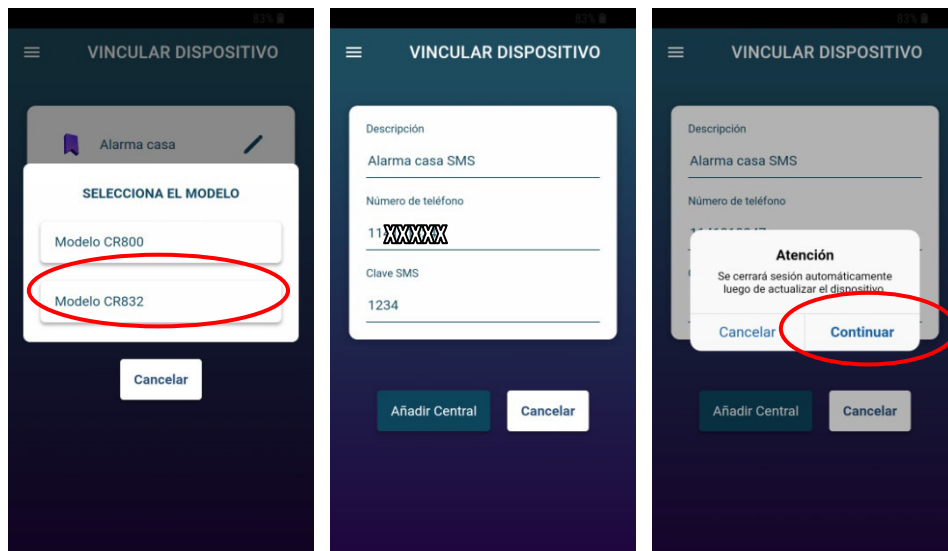 83%
VINCULAR DISPOSITIVO
Alarma casa
SELECCIONA EL MODELO
Modelo CR800
Modelo CR832
Cancelar
83%
VINCULAR DISPOSITIVO
Descripción
Alarma casa SMS
Número de teléfono
11XXXXXX
Clave SMS
1234
Añadir Central
Cancelar
83%
VINCULAR DISPOSITIVO
Descripción
Alarma casa SMS
Número de teléfono
Atención
Se cerrará sesión automáticamente
luego de actualizar el dispositivo.
Cancelar
Continuar
Añadir Central
Cancelar